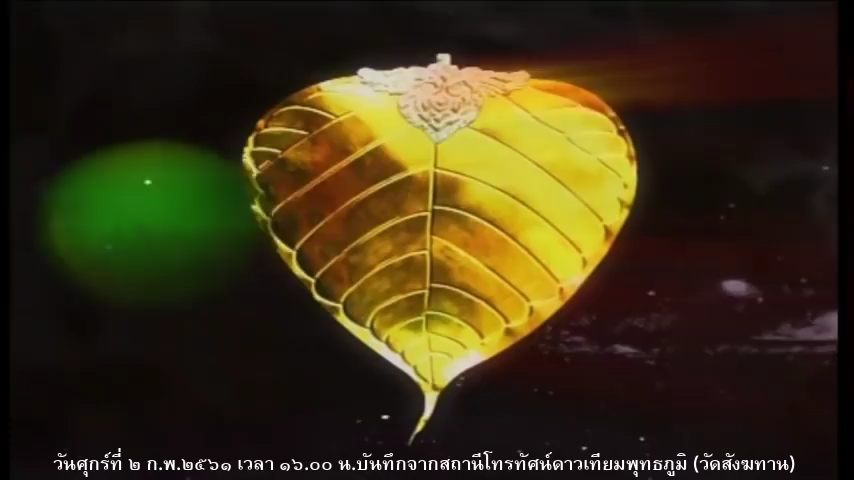 วันศุกร์ที่ ๒ ก.พ.๒๕๖๑ เวลา ๑๖.๐๐ น.บันทึกจากสถานีโทรทัศน์ดาวเทียมพุทธภูมิ (วัดสังฆทาน)